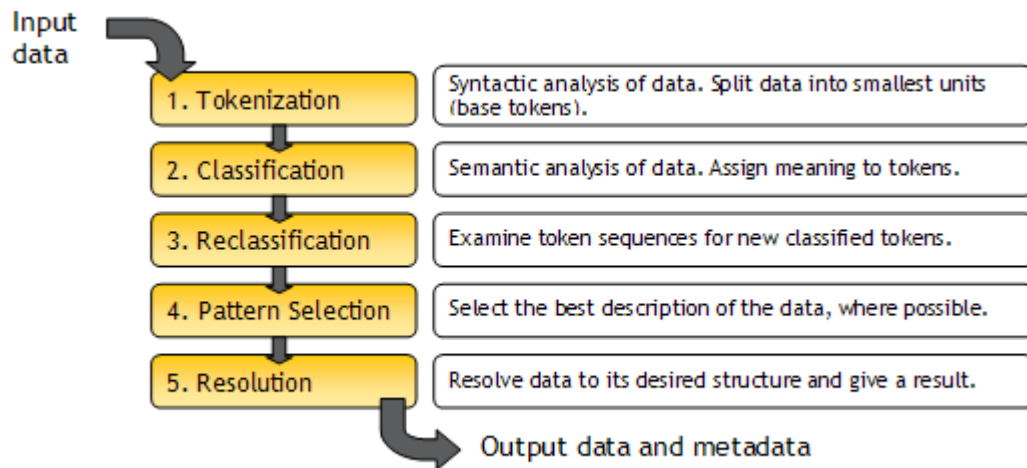 Input
data
1. Tokenization
Syntactic analysis of data. Split data into smallest units
(base tokens).
2. Classification
Semantic analysis of data. Assign meaning to tokens.
3. Reclassification
Examine token sequences for new classified tokens.
4. Pattern Selection
Select the best description of the data, where possible.
5. Resolution
Resolve data to its desired structure and give a result.
Output data and metadata